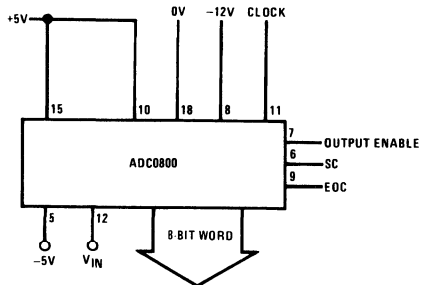 +5V
0V -12V CLOCK
15 10 18 8 11
7 OUTPUT ENABLE
ADC0800
6 SC
9 EOC
5 12
8-BIT WORD
-5V VIN